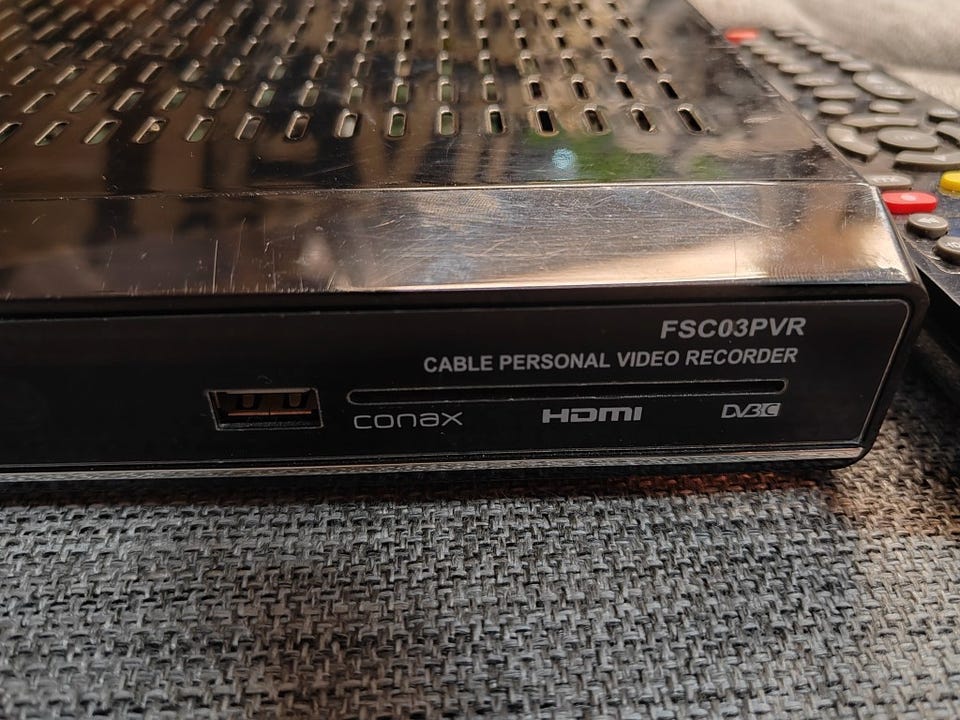 FSC03PVR
CABLE PERSONAL VIDEO RECORDER
conax HDMI DVB C